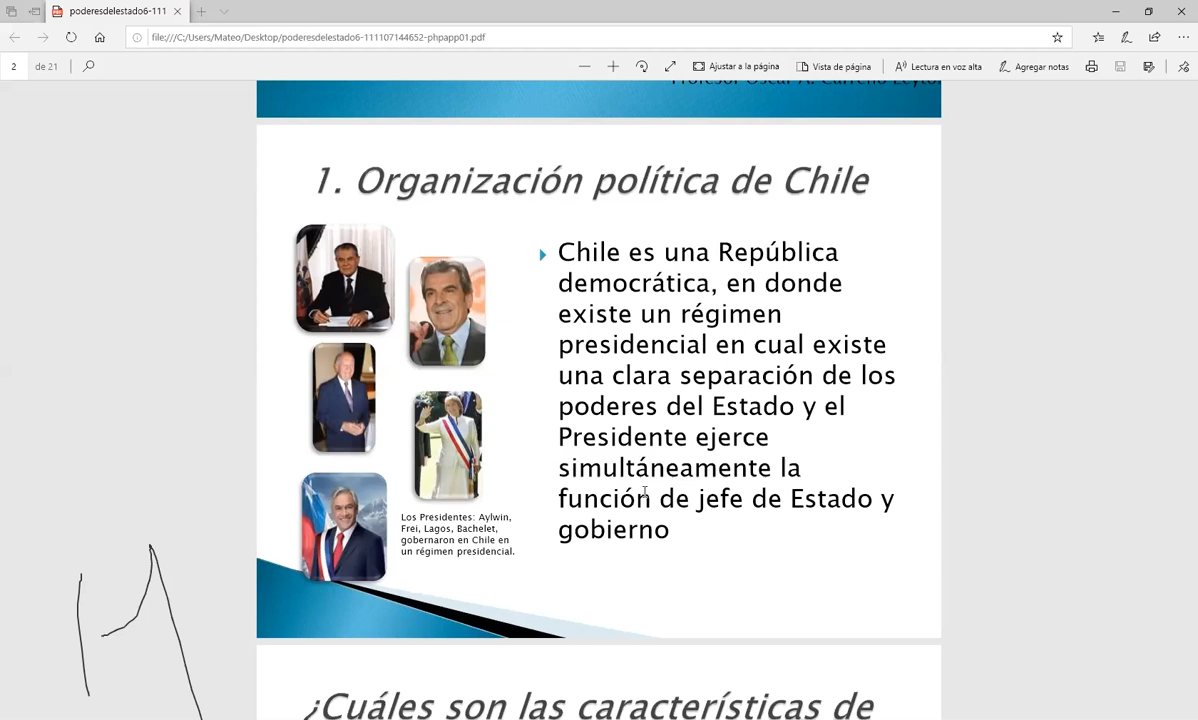 poderesdelestado6-111
file:///C:/Users/Mateo/Desktop/poderesdelestado6-111107144652-phpapp01.pdf
2 de 21
Ajustar a la página
Vista de página
Lectura en voz alta
Agregar notas
Profesor Oscar A. Carreño Leyto
1. Organización política de Chile
Chile es una República
democrática, en donde
existe un régimen
presidencial en cual existe
una clara separación de los
poderes del Estado y el
Presidente ejerce
simultáneamente la
función de jefe de Estado y
gobierno
Los Presidentes: Aylwin,
Frei, Lagos, Bachelet,
gobernaron en Chile en
un régimen presidencial.
¿Cuáles son las características de